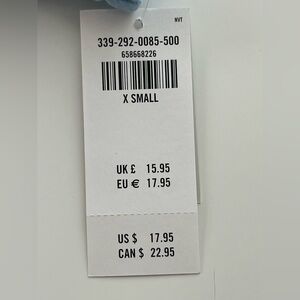 NVT
339-292-0085-500
658668226
X SMALL
UK £ 15.95
EU € 17.95
US $ 17.95
CAN $ 22.95